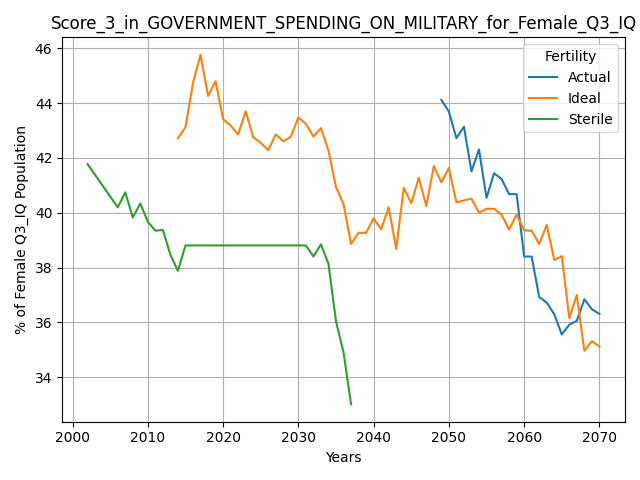 Score_3_in_GOVERNMENT_SPENDING_ON_MILITARY_for_Female_Q3_IQ
Fertility
Actual
Ideal
Sterile
% of Female Q3_IQ Population
46
44
42
40
38
36
34
2000
2010
2020
2030
2040
2050
2060
2070
Years